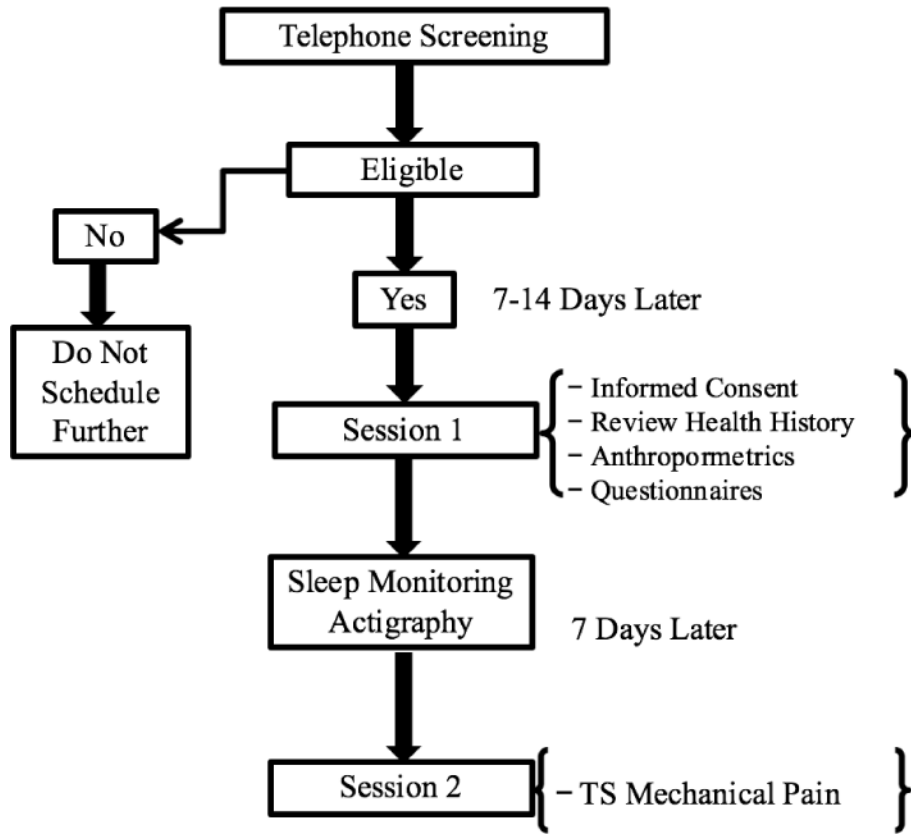 Telephone Screening
Eligible
No
Yes
7-14 Days Later
Do Not
Schedule
Further
Session 1
− Informed Consent
− Review Health History
− Anthropormetrics
− Questionnaires
Sleep Monitoring
Actigraphy
7 Days Later
Session 2
− TS Mechanical Pain